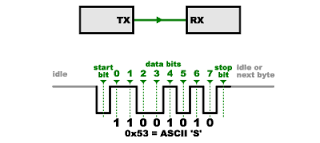 TX RX
idle start bit data bits stop bit idle or next byte
0 1 2 3 4 5 6 7
1 1 0 0 1 0 1 0
0x53 = ASCII 'S'